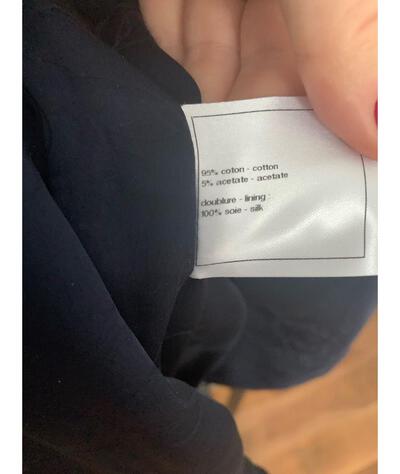 95% coton - cotton
5% acetate - acetate
doublure - lining :
100% soie - silk